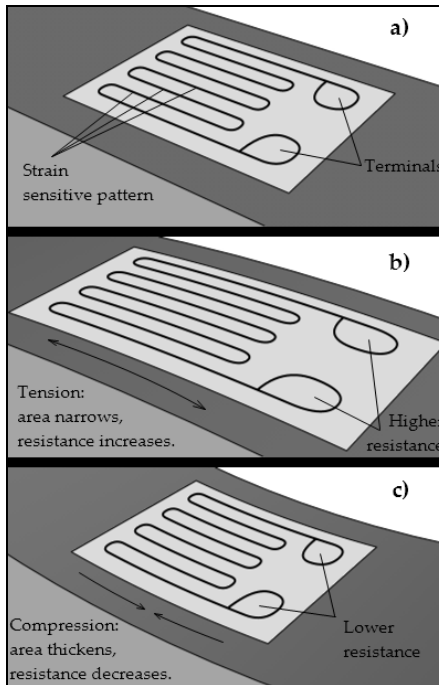 a)
Strain
sensitive pattern
Terminals
b)
Tension:
area narrows,
resistance increases.
Higher
resistance
c)
Compression:
area thickens,
resistance decreases.
Lower
resistance